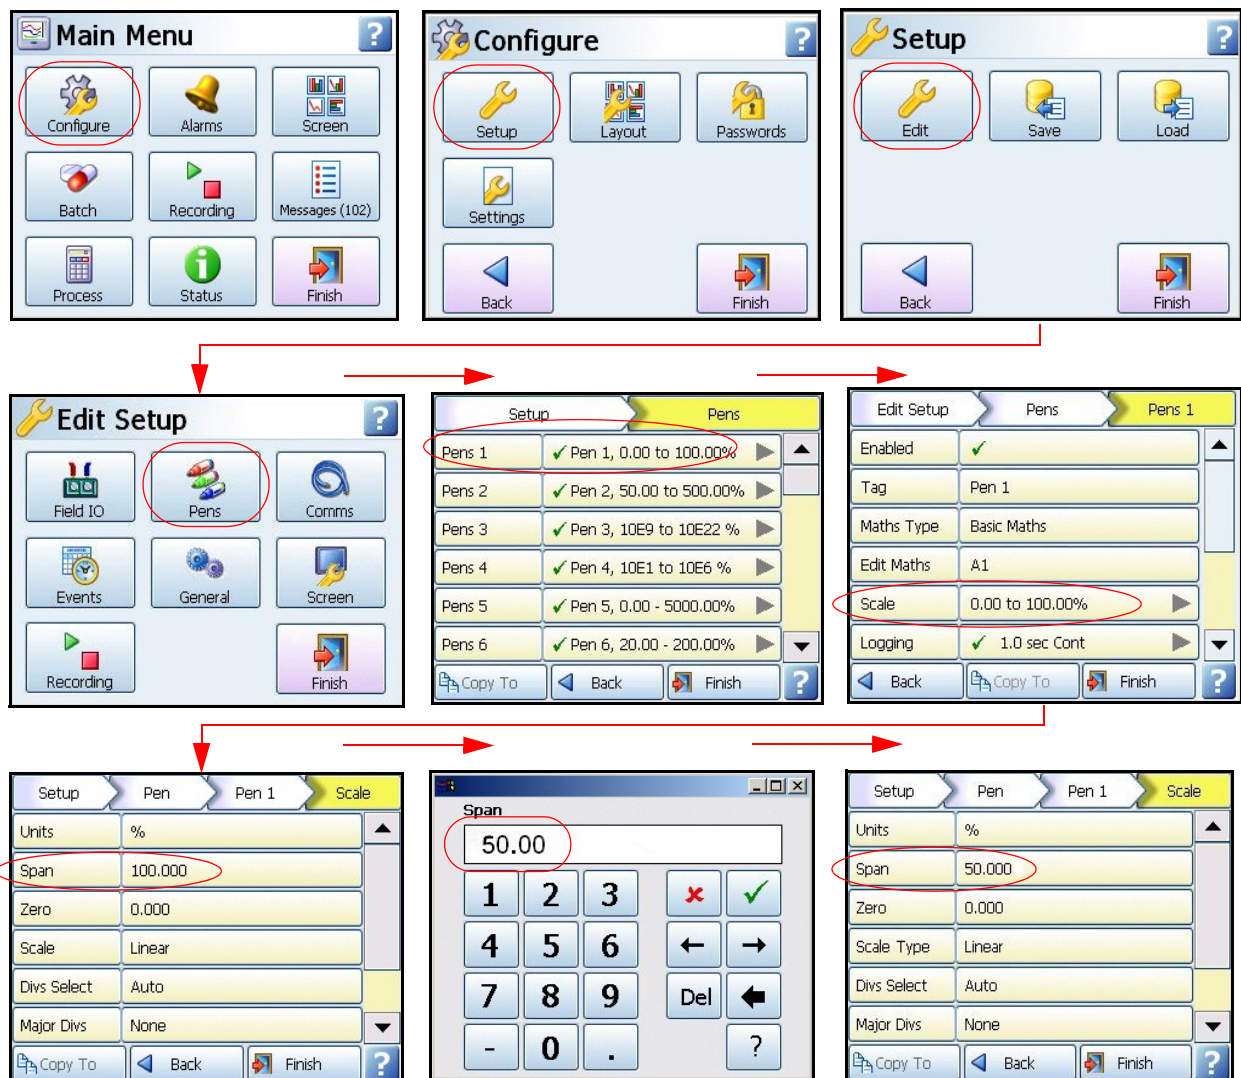 Main Menu ?
Configure Alarms Screen
Batch Recording Messages (102)
Process Status Finish
Configure ?
Setup Layout Passwords
Settings
Back Finish
Setup ?
Edit Save Load
Back Finish
Edit Setup ?
Field IO Pens Comms
Events General Screen
Recording Finish
Setup Pens
Pens 1 Pen 1, 0.00 to 100.00%
Pens 2 Pen 2, 50.00 to 500.00%
Pens 3 Pen 3, 10E9 to 10E22 %
Pens 4 Pen 4, 10E1 to 10E6 %
Pens 5 Pen 5, 0.00 - 5000.00%
Pens 6 Pen 6, 20.00 - 200.00%
Copy To Back Finish ?
Edit Setup Pens Pens 1
Enabled
Tag Pen 1
Maths Type Basic Maths
Edit Maths A1
Scale 0.00 to 100.00%
Logging 1.0 sec Cont
Back Copy To Finish ?
Setup Pen Pen 1 Scale
Units %
Span 100.000
Zero 0.000
Scale Linear
Divs Select Auto
Major Divs None
Copy To Back Finish ?
Span
50.00
1 2 3
4 5 6
7 8 9 Del
- 0 . ?
Setup Pen Pen 1 Scale
Units %
Span 50.000
Zero 0.000
Scale Type Linear
Divs Select Auto
Major Divs None
Copy To Back Finish ?